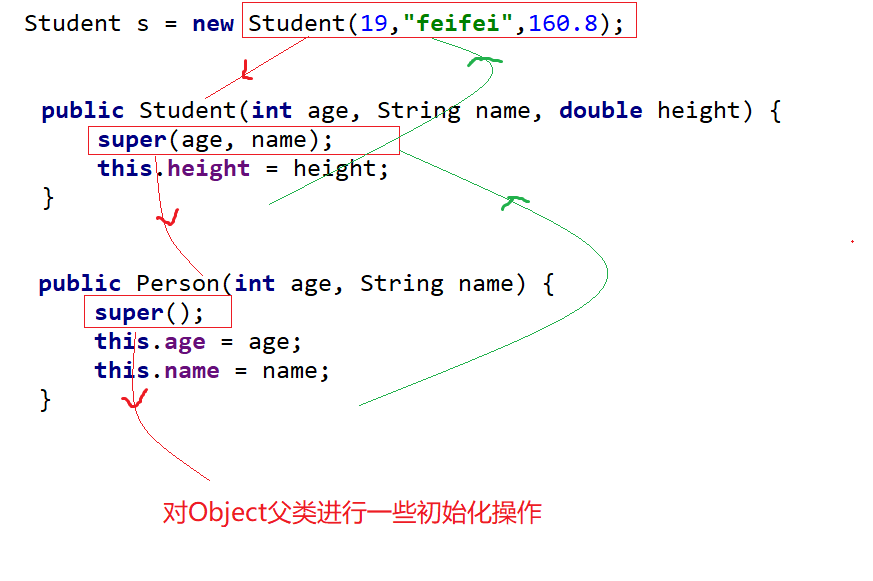 Student s = new Student(19,"feifei",160.8);
public Student(int age, String name, double height) {
super(age, name);
this.height = height;
}
public Person(int age, String name) {
super();
this.age = age;
this.name = name;
}
对Object父类进行一些初始化操作